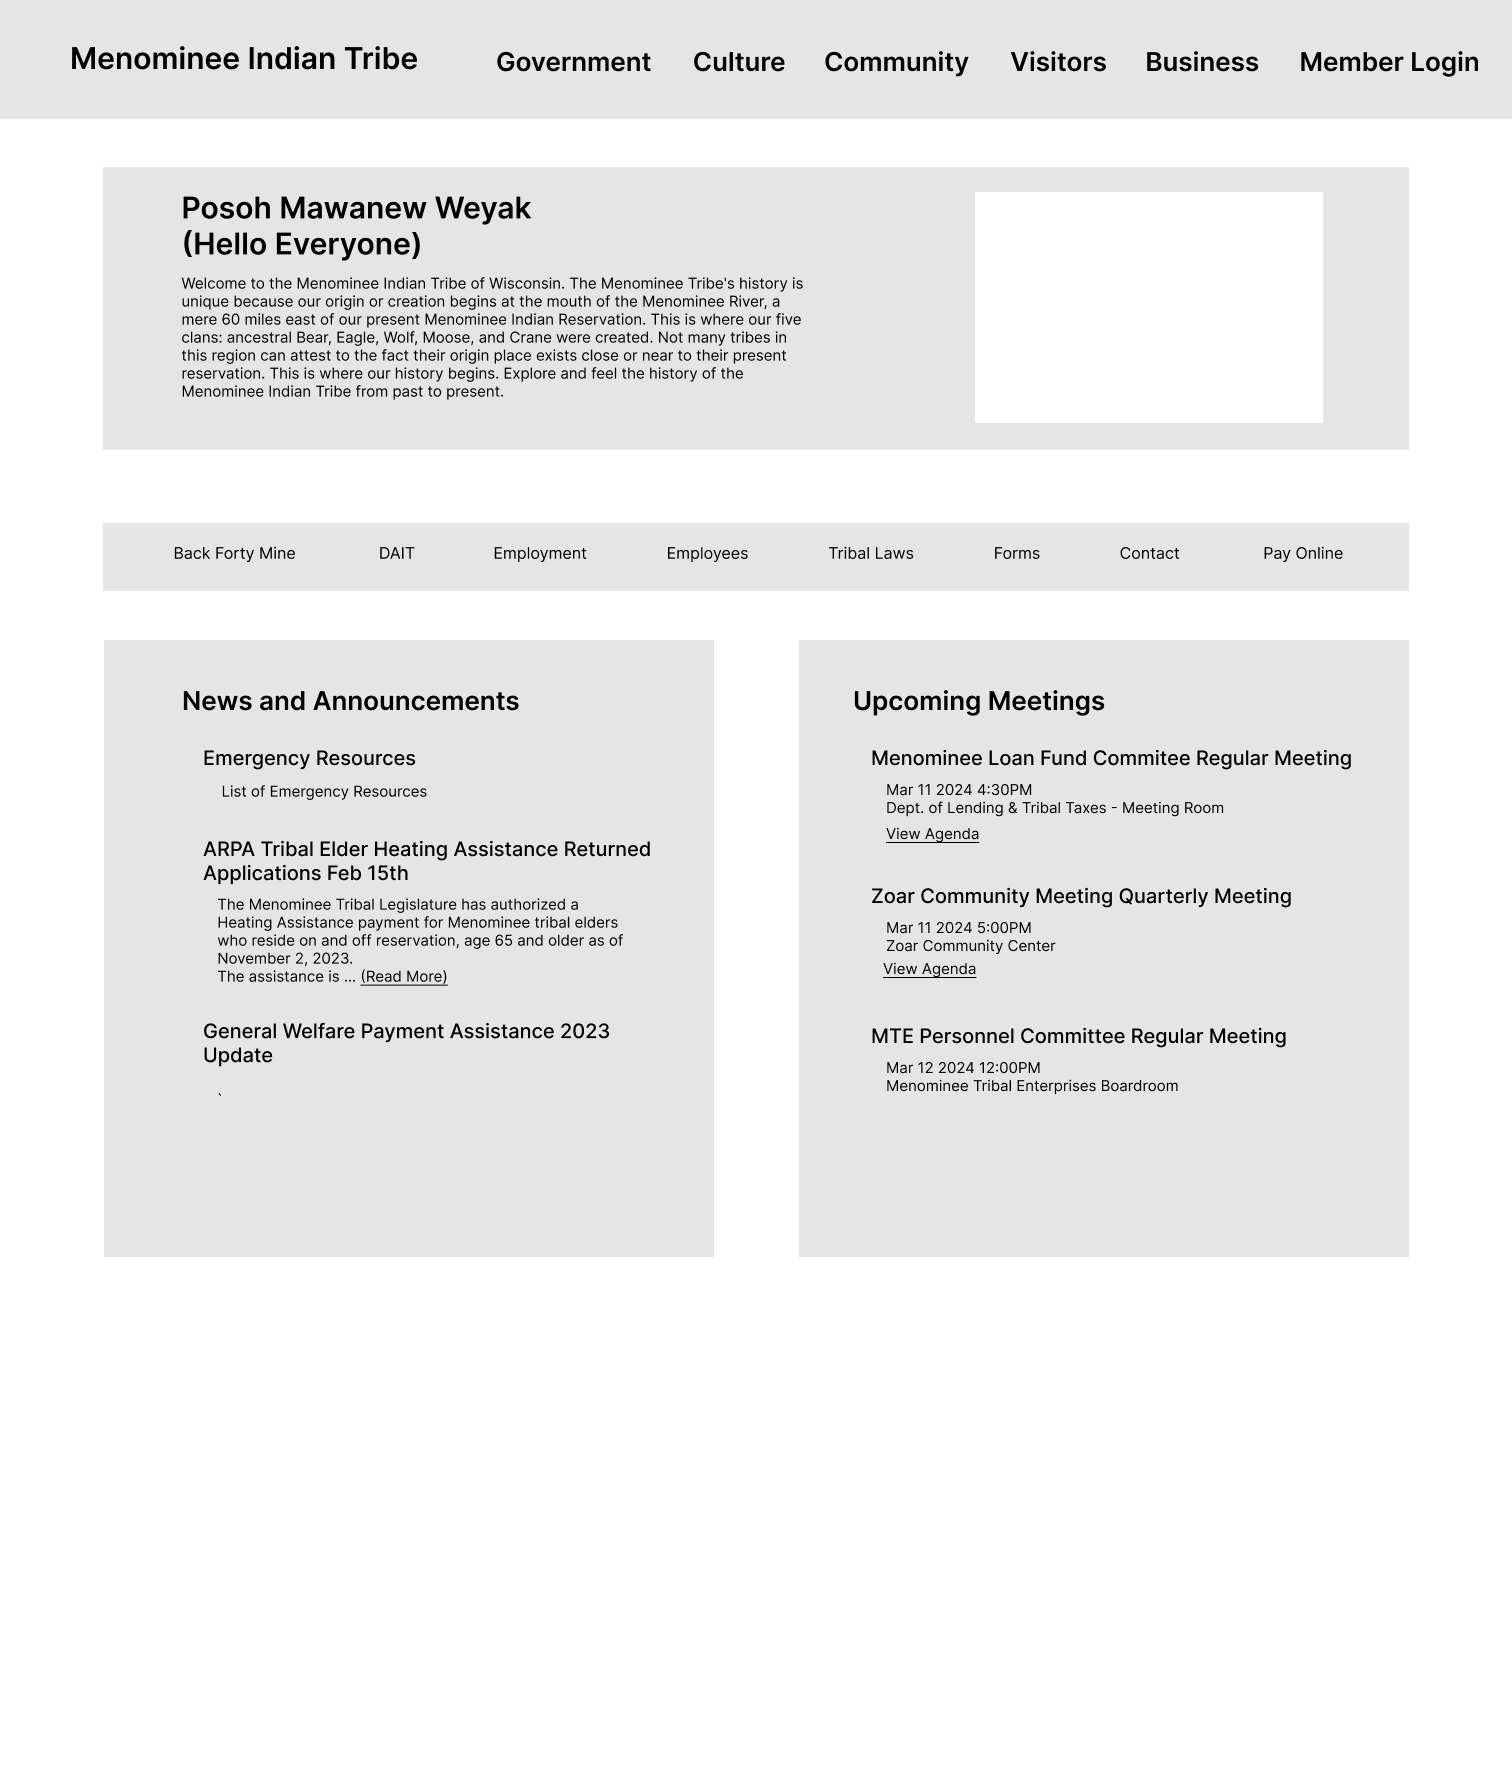 Menominee Indian Tribe Government Culture Community Visitors Business Member Login
Posoh Mawanew Weyak
(Hello Everyone)
Welcome to the Menominee Indian Tribe of Wisconsin. The Menominee Tribe's history is
unique because our origin or creation begins at the mouth of the Menominee River, a
mere 60 miles east of our present Menominee Indian Reservation. This is where our five
clans: ancestral Bear, Eagle, Wolf, Moose, and Crane were created. Not many tribes in
this region can attest to the fact their origin place exists close or near to their present
reservation. This is where our history begins. Explore and feel the history of the
Menominee Indian Tribe from past to present.
Back Forty Mine DAIT Employment Employees Tribal Laws Forms Contact Pay Online
News and Announcements
Emergency Resources
List of Emergency Resources
ARPA Tribal Elder Heating Assistance Returned
Applications Feb 15th
The Menominee Tribal Legislature has authorized a
Heating Assistance payment for Menominee tribal elders
who reside on and off reservation, age 65 and older as of
November 2, 2023.
The assistance is ... (Read More)
General Welfare Payment Assistance 2023
Update
`
Upcoming Meetings
Menominee Loan Fund Commitee Regular Meeting
Mar 11 2024 4:30PM
Dept. of Lending & Tribal Taxes - Meeting Room
View Agenda
Zoar Community Meeting Quarterly Meeting
Mar 11 2024 5:00PM
Zoar Community Center
View Agenda
MTE Personnel Committee Regular Meeting
Mar 12 2024 12:00PM
Menominee Tribal Enterprises Boardroom